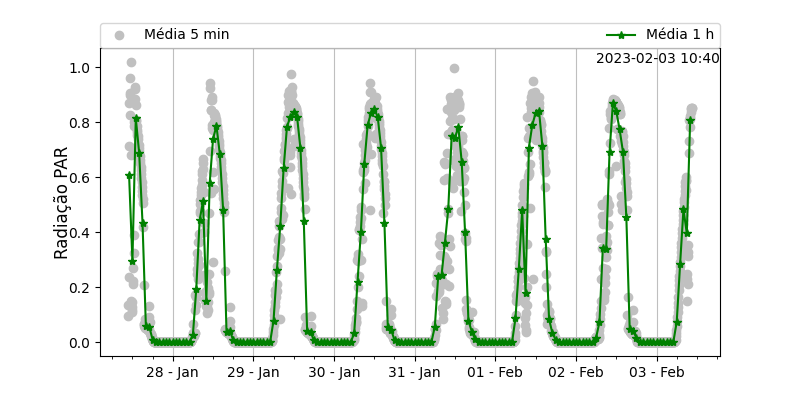 Média 5 min
Média 1 h
2023-02-03 10:40
Radiação PAR
1.0
0.8
0.6
0.4
0.2
0.0
28 - Jan
29 - Jan
30 - Jan
31 - Jan
01 - Feb
02 - Feb
03 - Feb